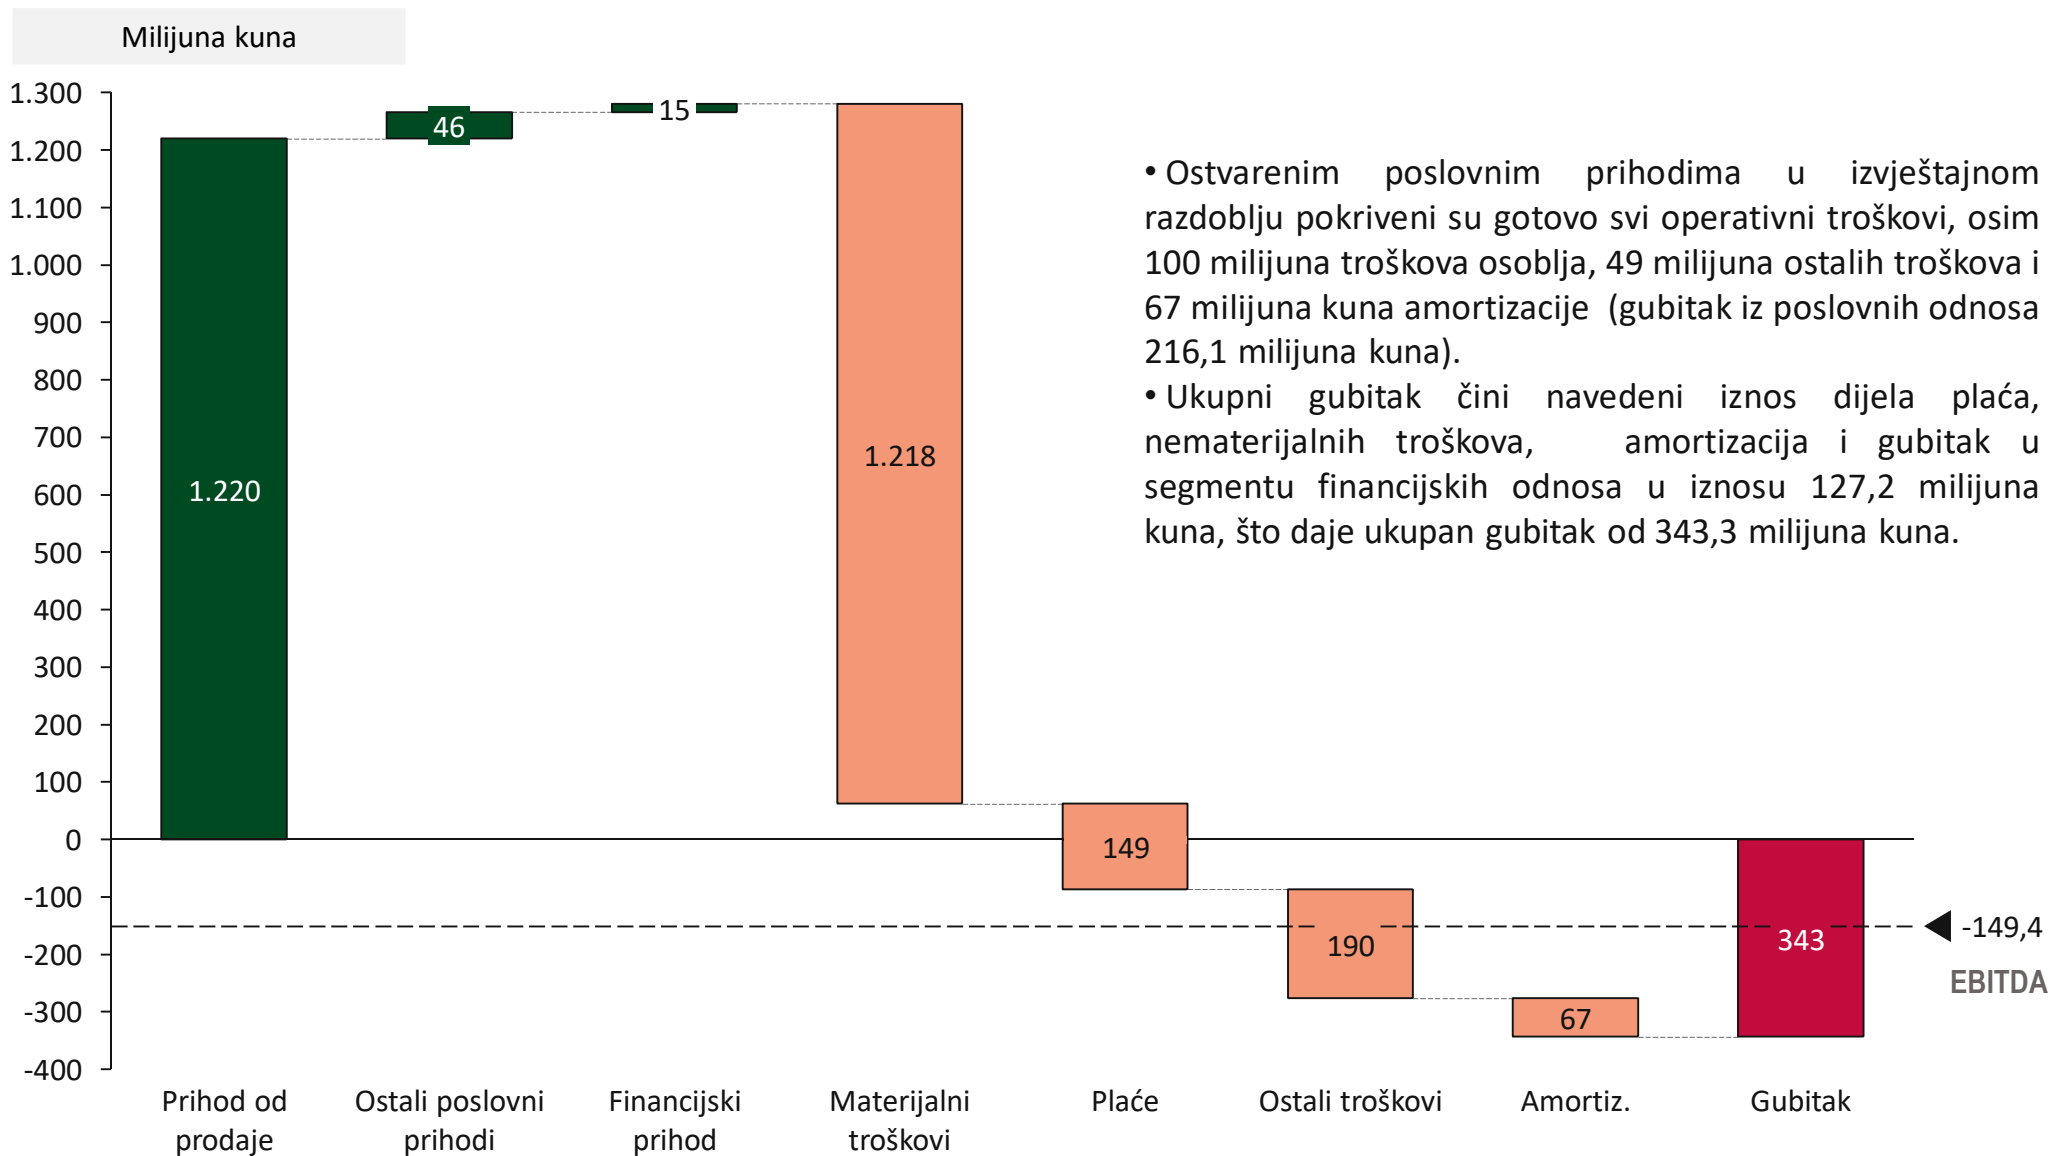 Milijuna kuna
1.300
1.200
1.100
1.000
900
800
700
600
500
400
300
200
100
0
-100
-200
-300
-400
1.220
46
15
1.218
149
190
67
343
-149,4
EBITDA
• Ostvarenim poslovnim prihodima u izvještajnom
razdoblju pokriveni su gotovo svi operativni troškovi, osim
100 milijuna troškova osoblja, 49 milijuna ostalih troškova i
67 milijuna kuna amortizacije (gubitak iz poslovnih odnosa
216,1 milijuna kuna).
• Ukupni gubitak čini navedeni iznos dijela plaća,
nematerijalnih troškova, amortizacija i gubitak u
segmentu financijskih odnosa u iznosu 127,2 milijuna
kuna, što daje ukupan gubitak od 343,3 milijuna kuna.
Prihod od
prodaje
Ostali poslovni
prihodi
Financijski
prihod
Materijalni
troškovi
Plaće
Ostali troškovi
Amortiz.
Gubitak